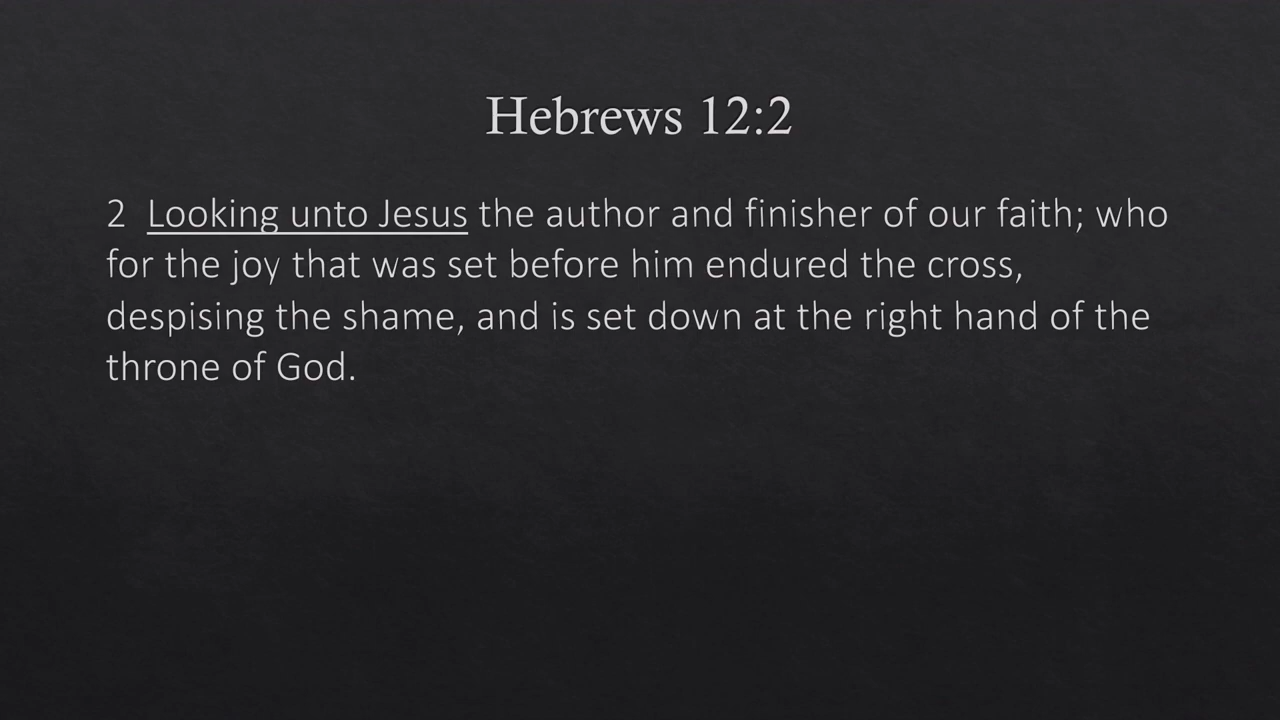 Hebrews 12:2
2 Looking unto Jesus the author and finisher of our faith; who
for the joy that was set before him endured the cross,
despising the shame, and is set down at the right hand of the
throne of God.